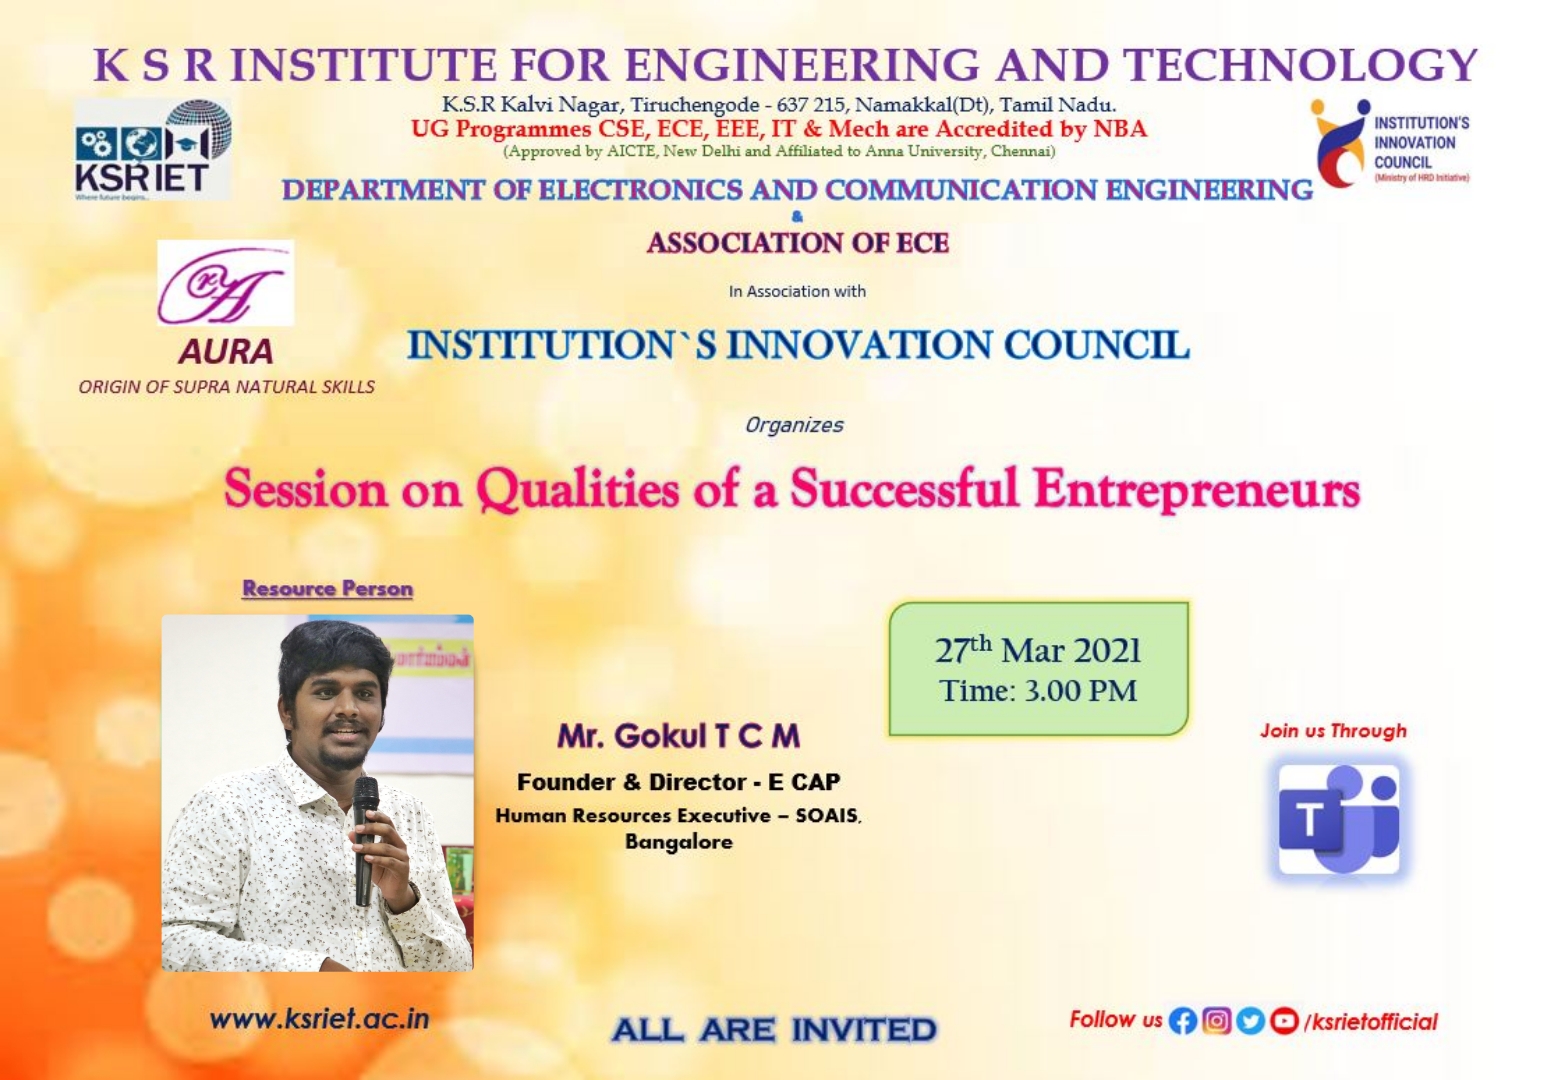 K S R INSTITUTE FOR ENGINEERING AND TECHNOLOGY
K.S.R Kalvi Nagar, Tiruchengode - 637 215, Namakkal(Dt), Tamil Nadu.
UG Programmes CSE, ECE, EEE, IT & Mech are Accredited by NBA
(Approved by AICTE, New Delhi and Affiliated to Anna University, Chennai)
KSRIET
Where future begins...
INSTITUTION'S
INNOVATION
COUNCIL
(Ministry of HRD Initiative)
DEPARTMENT OF ELECTRONICS AND COMMUNICATION ENGINEERING
&
ASSOCIATION OF ECE
In Association with
AURA
ORIGIN OF SUPRA NATURAL SKILLS
INSTITUTION`S INNOVATION COUNCIL
Organizes
Session on Qualities of a Successful Entrepreneurs
Resource Person
27th Mar 2021
Time: 3.00 PM
Mr. Gokul T C M
Founder & Director - E CAP
Human Resources Executive – SOAIS,
Bangalore
Join us Through
T
www.ksriet.ac.in
ALL ARE INVITED
Follow us /ksrietofficial